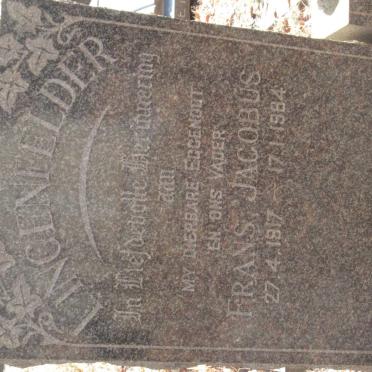 LINGENFELDER
In Liefdevolle Herinnering
aan
MY DIERBARE EGGENOOT
EN ONS VADER
FRANS JACOBUS
27.4.1917 — 17.1.1984